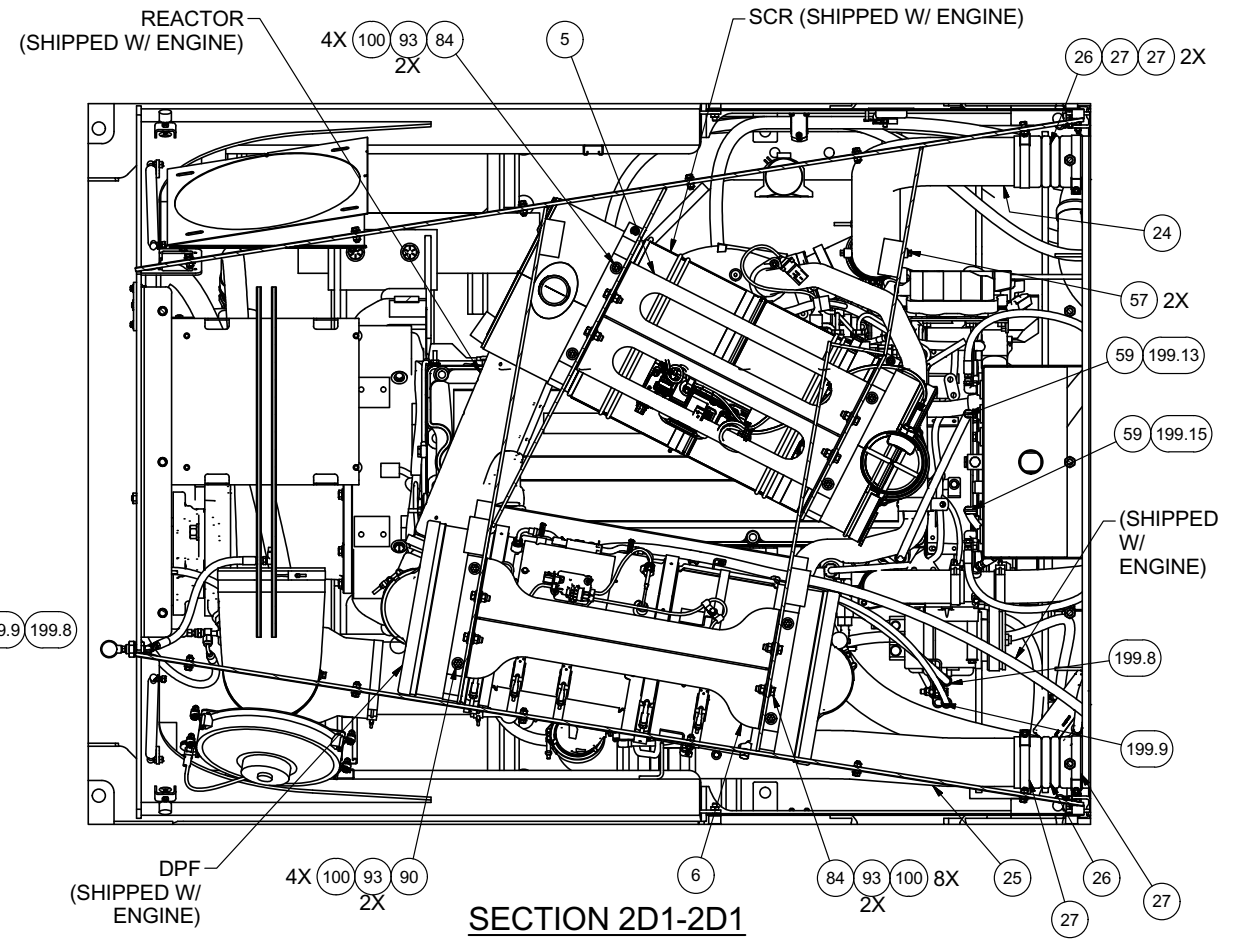 REACTOR
(SHIPPED W/ ENGINE)
4X 100 93 84
2X
5
SCR (SHIPPED W/ ENGINE)
26 27 27 2X
24
57 2X
59 199.13
59 199.15
(SHIPPED
W/
ENGINE)
9.9 199.8
199.8
199.9
DPF
(SHIPPED W/
ENGINE)
4X 100 93 90
2X
6
84 93 100 8X
2X
25
27
26
27
SECTION 2D1-2D1